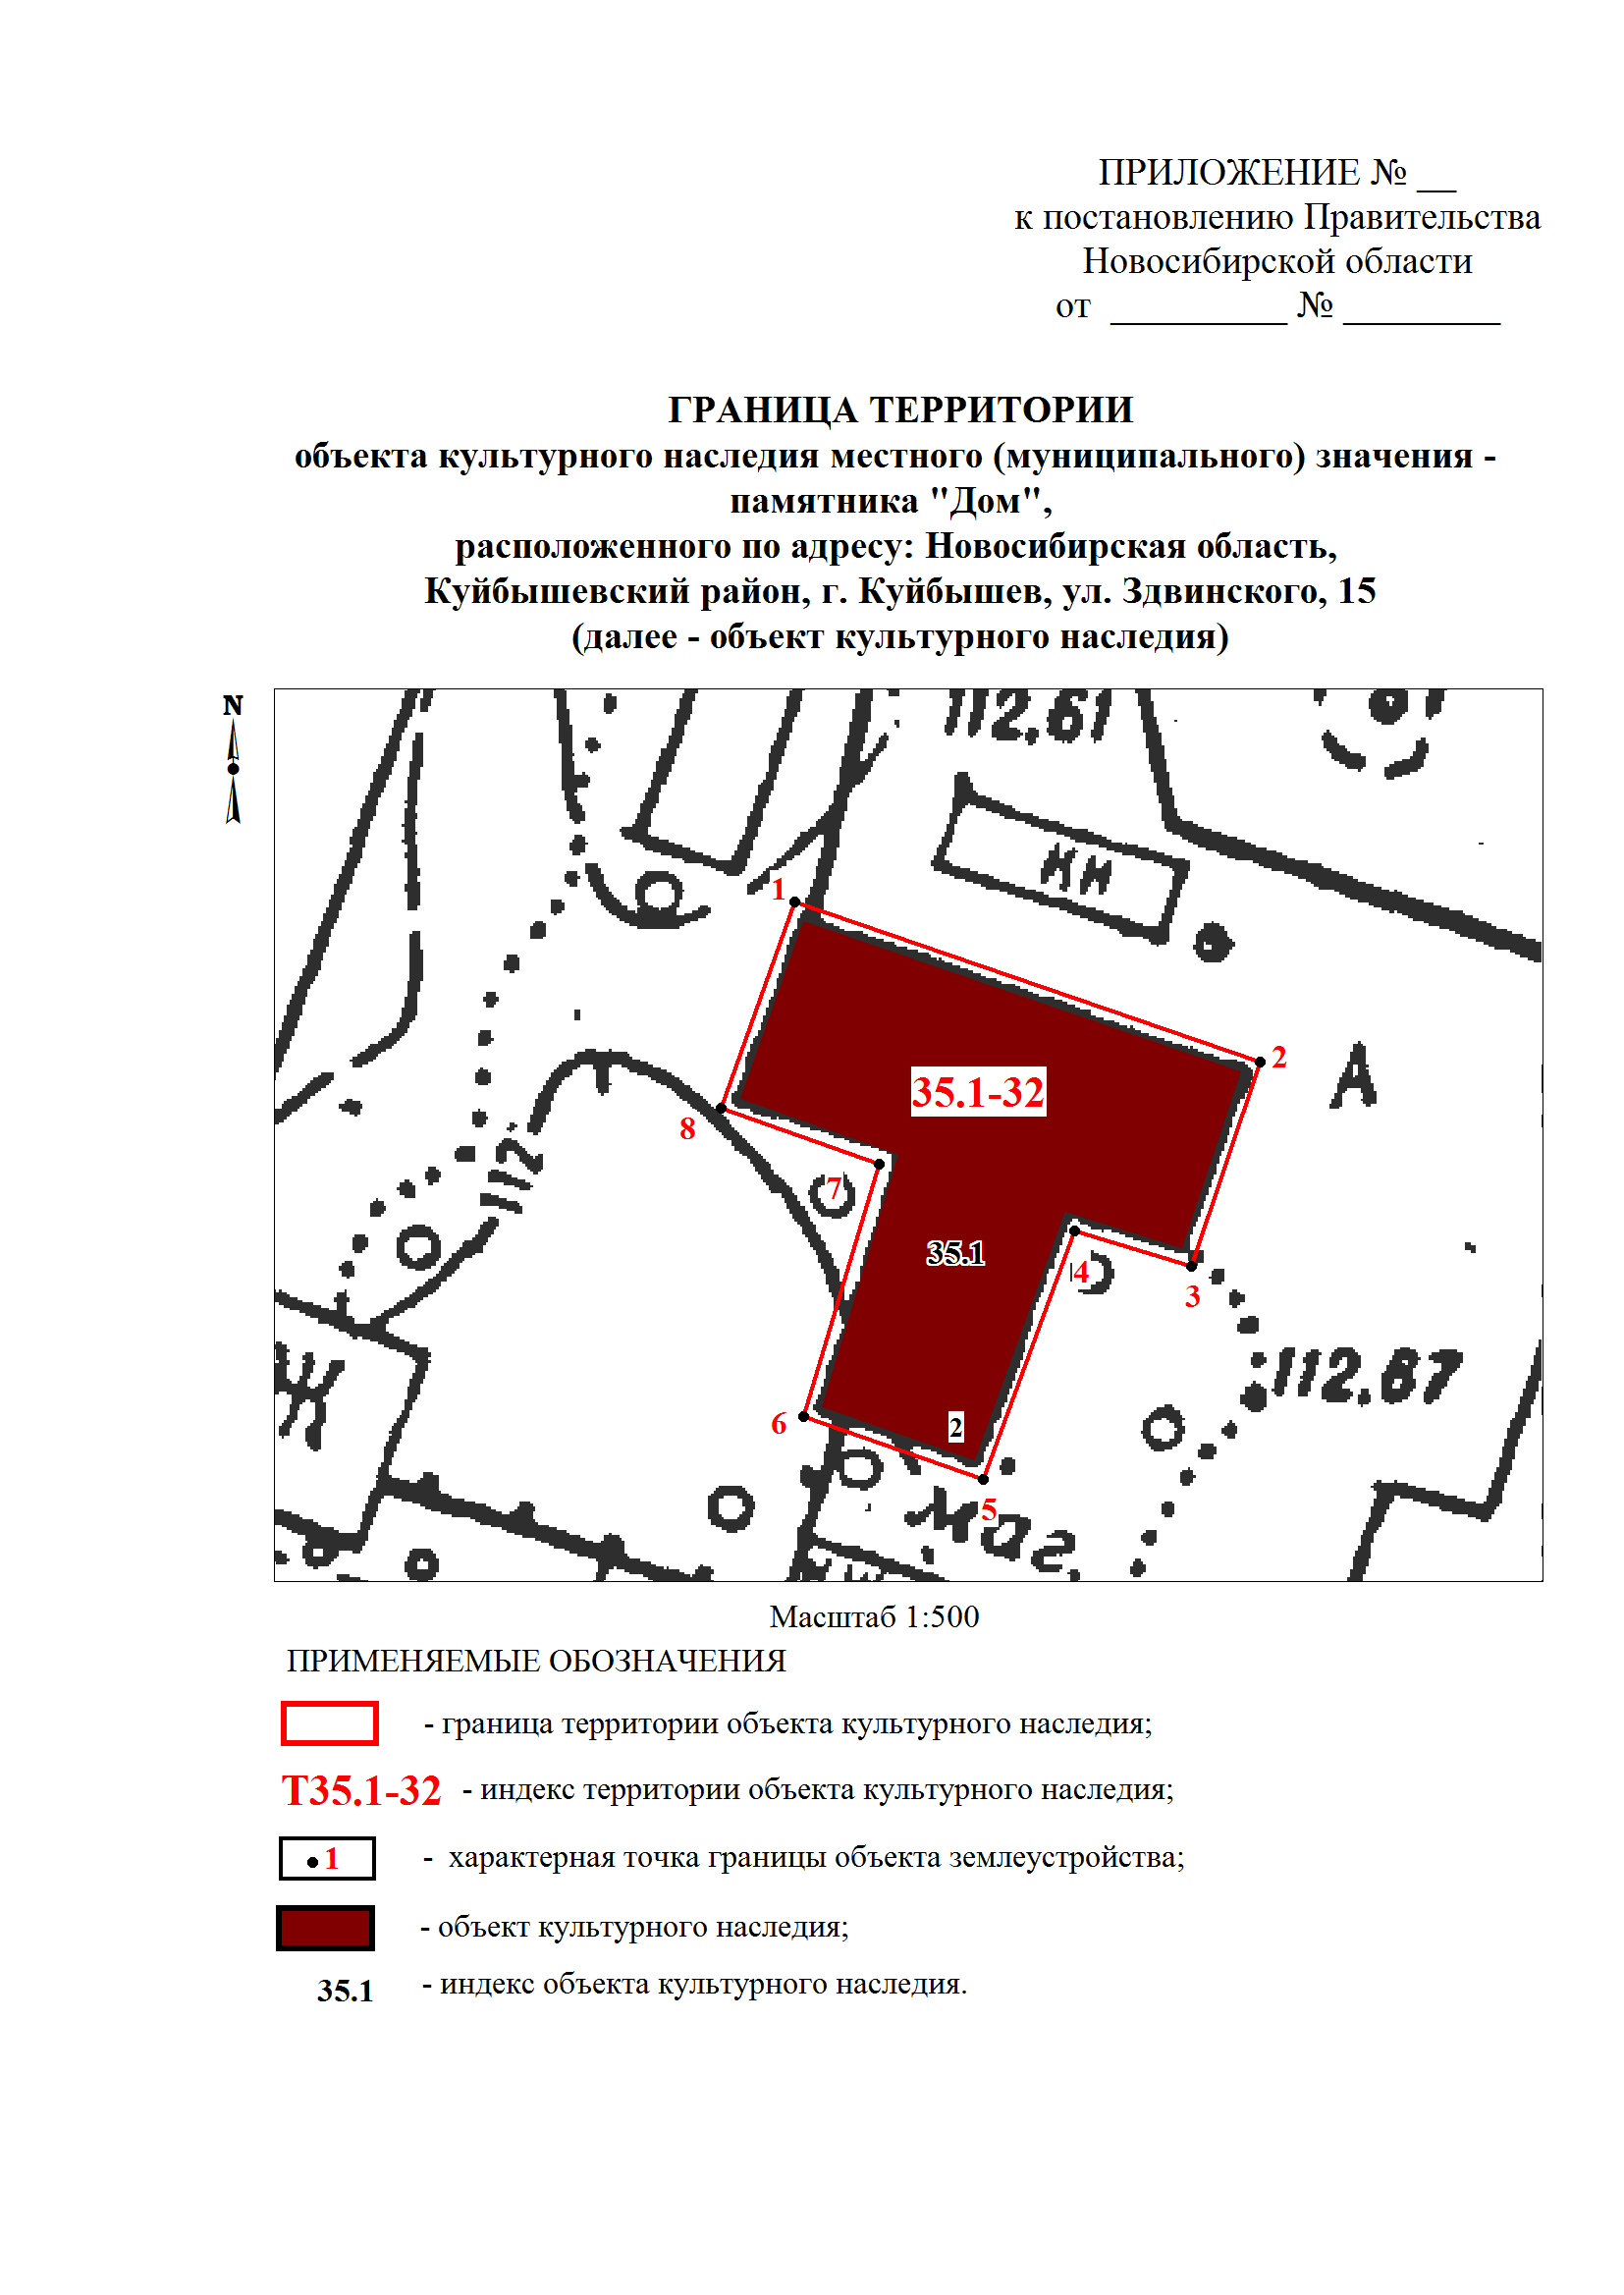 ПРИЛОЖЕНИЕ № __
к постановлению Правительства
Новосибирской области
от __________ № _________
ГРАНИЦА ТЕРРИТОРИИ
объекта культурного наследия местного (муниципального) значения -
памятника "Дом",
расположенного по адресу: Новосибирская область,
Куйбышевский район, г. Куйбышев, ул. Здвинского, 15
(далее - объект культурного наследия)
N
112.61
КН
1
2
35.1-32
А
8
112
7
35.1
4
3
Ж
112.67
6
2
5
маг.
Масштаб 1:500
ПРИМЕНЯЕМЫЕ ОБОЗНАЧЕНИЯ
- граница территории объекта культурного наследия;
Т35.1-32 - индекс территории объекта культурного наследия;
1 - характерная точка границы объекта землеустройства;
- объект культурного наследия;
35.1 - индекс объекта культурного наследия.